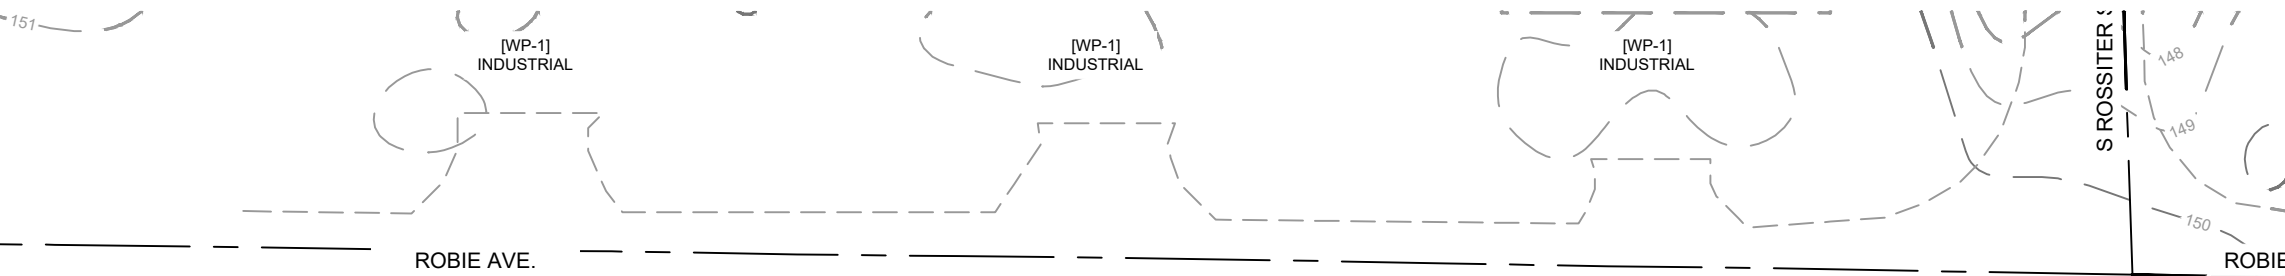 151
[WP-1]
INDUSTRIAL
[WP-1]
INDUSTRIAL
[WP-1]
INDUSTRIAL
S ROSSITER
148
149
150
ROBIE AVE.
ROBIE